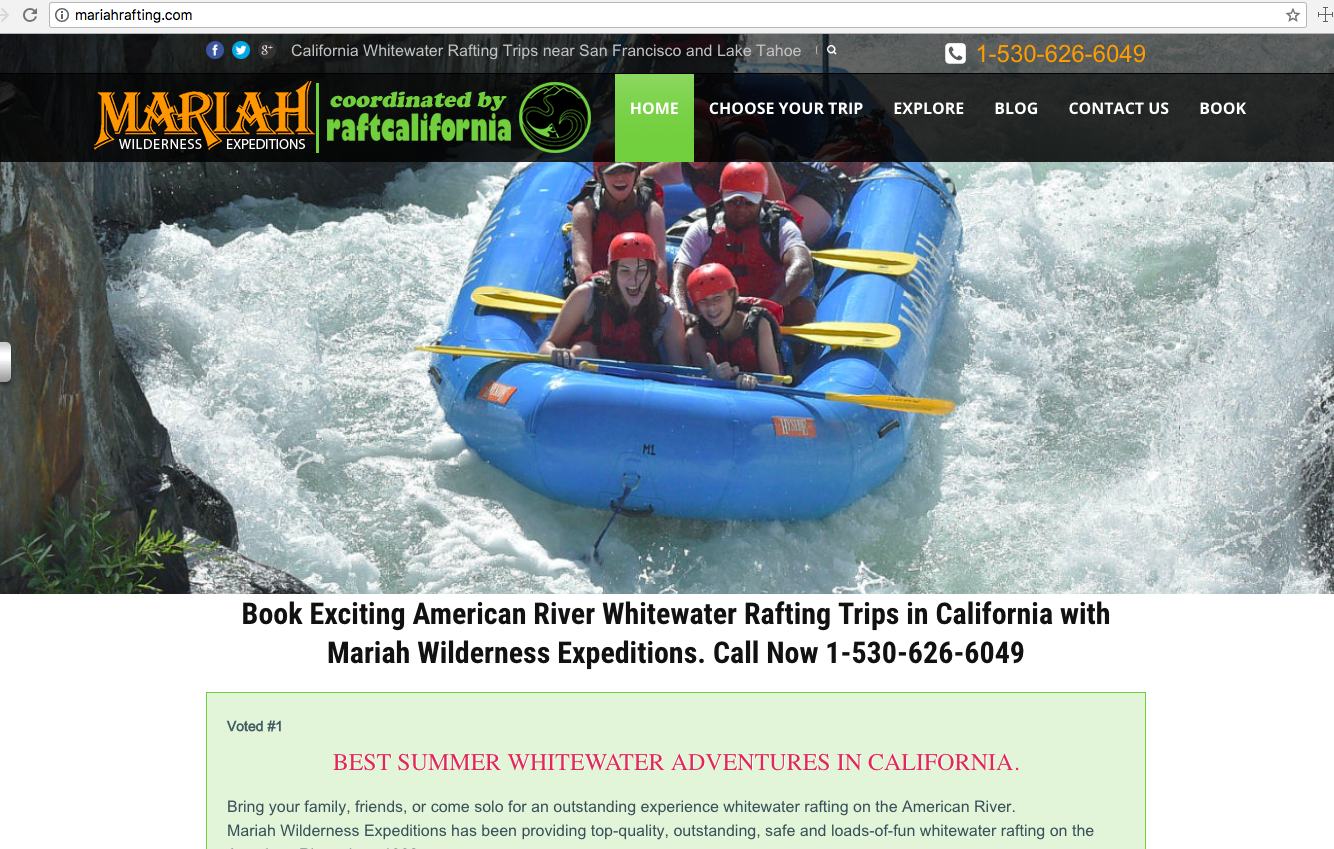 mariahrafting.com
California Whitewater Rafting Trips near San Francisco and Lake Tahoe
1-530-626-6049
MARIAH
WILDERNESS EXPEDITIONS
coordinated by
raftcalifornia
HOME CHOOSE YOUR TRIP EXPLORE BLOG CONTACT US BOOK
M1
Book Exciting American River Whitewater Rafting Trips in California with
Mariah Wilderness Expeditions. Call Now 1-530-626-6049
Voted #1
BEST SUMMER WHITEWATER ADVENTURES IN CALIFORNIA.
Bring your family, friends, or come solo for an outstanding experience whitewater rafting on the American River.
Mariah Wilderness Expeditions has been providing top-quality, outstanding, safe and loads-of-fun whitewater rafting on the